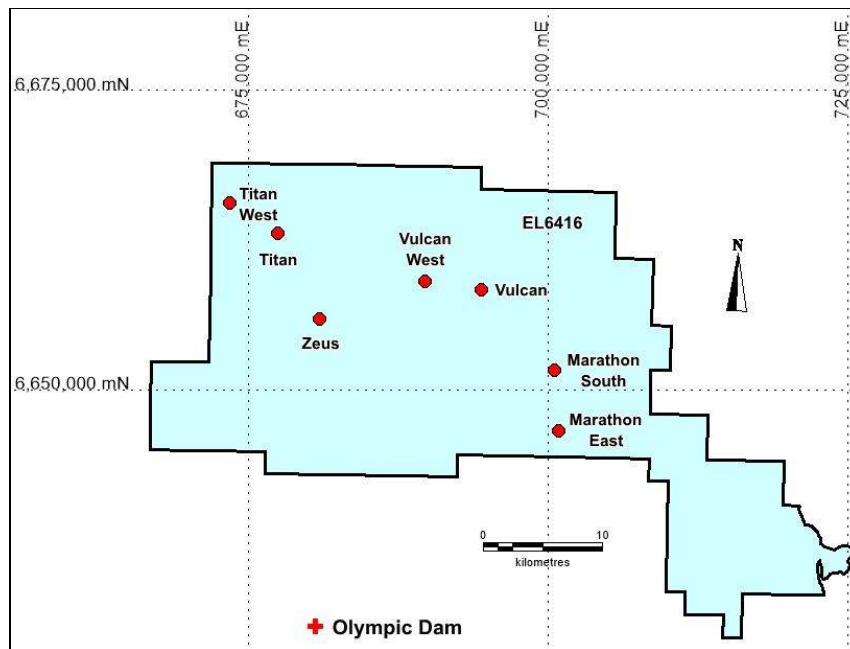 675,000 mE
700,000 mE
725,000 mE
6,675,000 mN
Titan
West
EL6416
Titan
Vulcan
West
N
Vulcan
Zeus
Marathon
South
6,650,000 mN
Marathon
East
0 10
kilometres
Olympic Dam